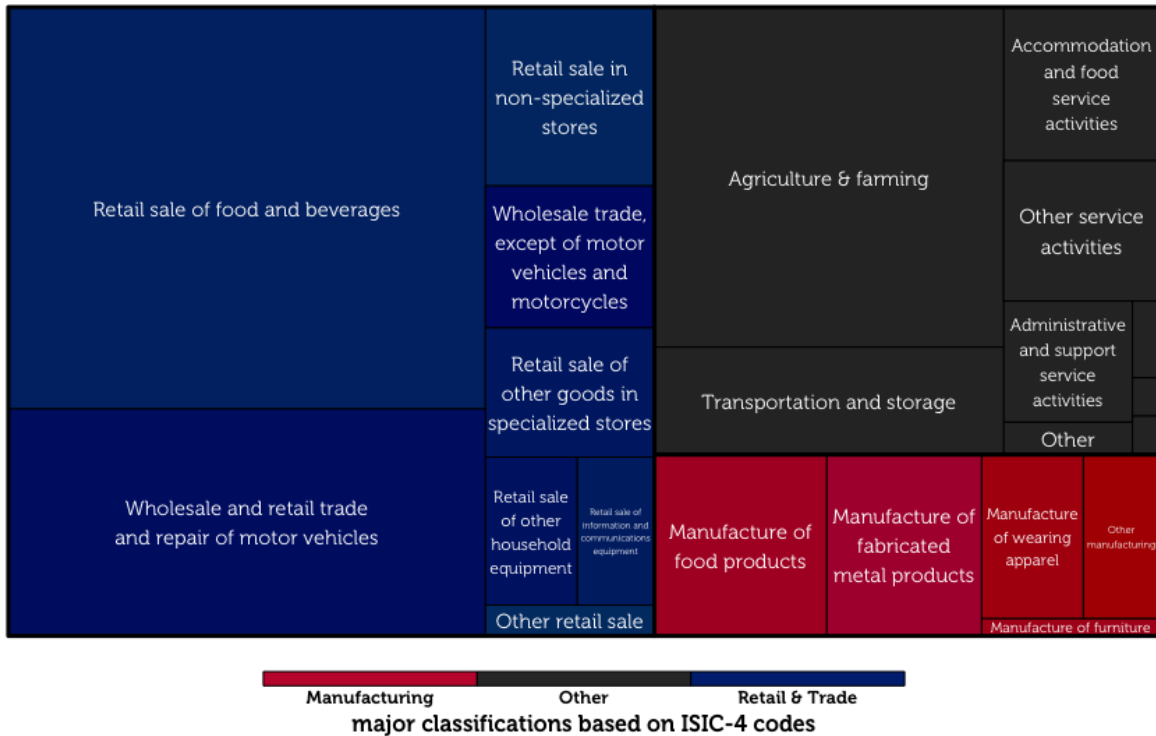 Retail sale of food and beverages
Wholesale and retail trade
and repair of motor vehicles
Retail sale in
non-specialized
stores
Wholesale trade,
except of motor
vehicles and
motorcycles
Retail sale of
other goods in
specialized stores
Retail sale
of other
household
equipment
Retail sale of
information and
communications
equipment
Other retail sale
Agriculture & farming
Transportation and storage
Accommodation
and food
service
activities
Other service
activities
Administrative
and support
service
activities
Other
Manufacture of
food products
Manufacture of
fabricated
metal products
Manufacture
of wearing
apparel
Other
manufacturing
Manufacture of furniture
Manufacturing
Other
Retail & Trade
major classifications based on ISIC-4 codes